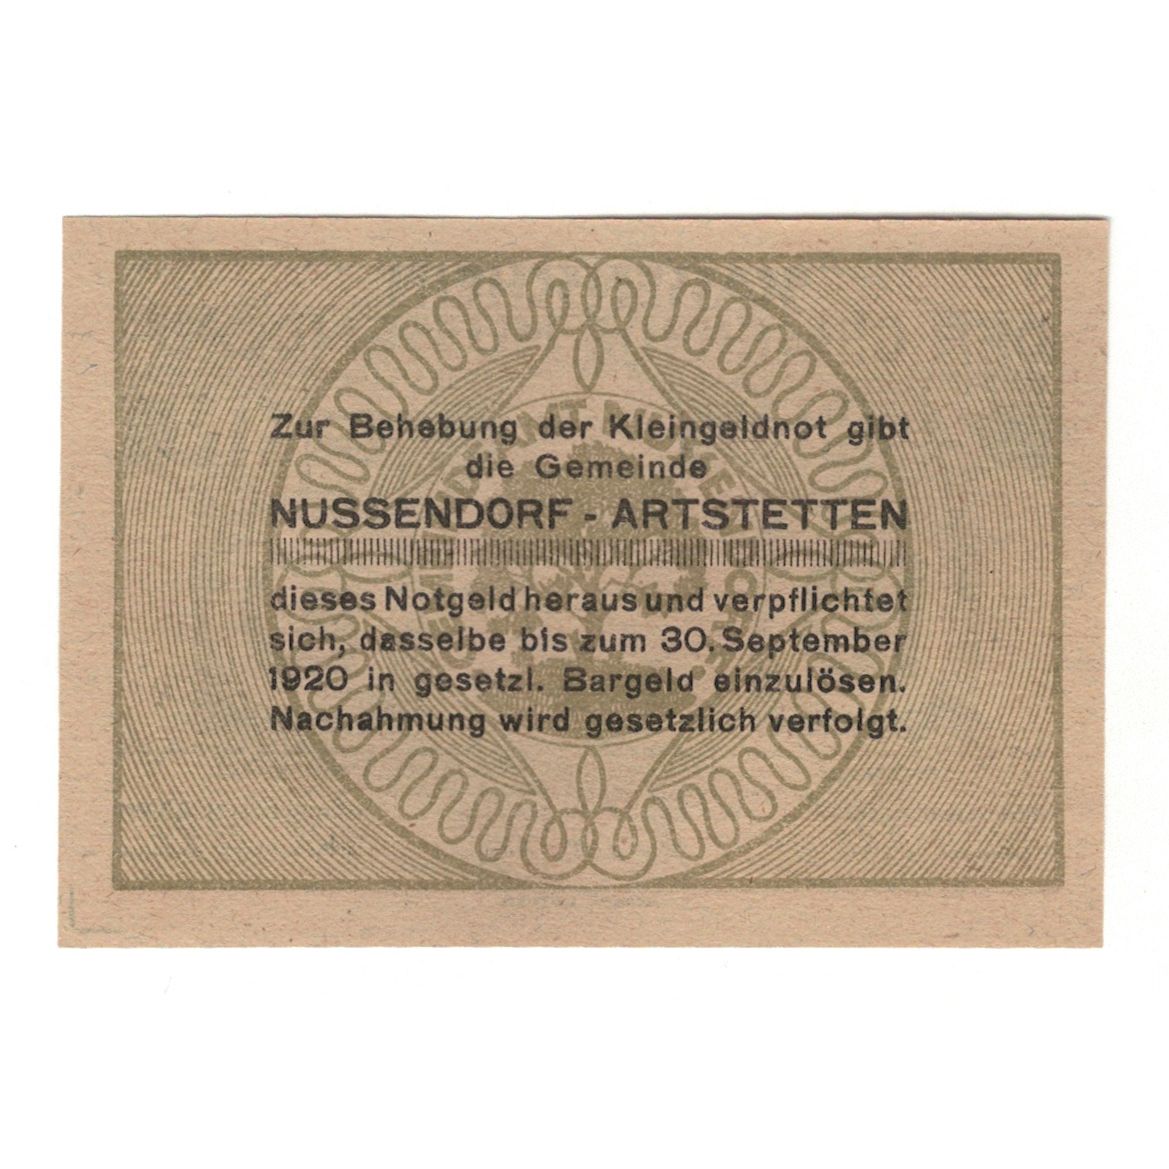 Zur Behebung der Kleingeldnot gibt
die Gemeinde
NUSSENDORF - ARTSTETTEN
dieses Notgeld heraus und verpflichtet
sich, dasselbe bis zum 30. September
1920 in gesetzl. Bargeld einzulösen.
Nachahmung wird gesetzlich verfolgt.